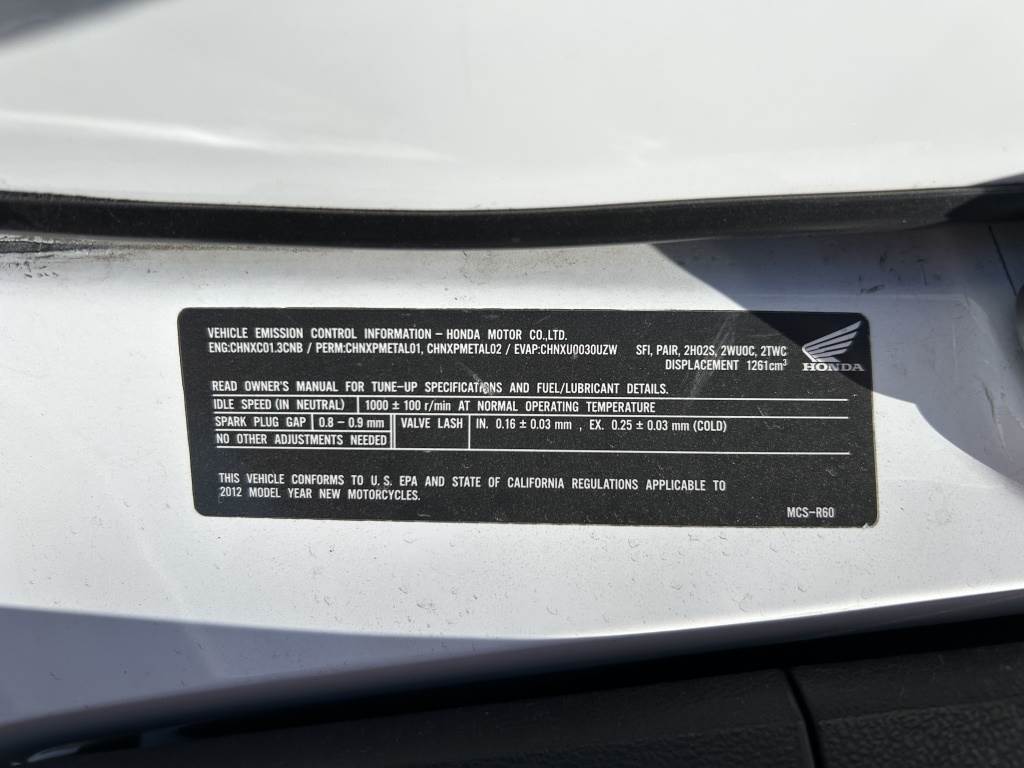 VEHICLE EMISSION CONTROL INFORMATION – HONDA MOTOR CO.,LTD.
ENG:CHNXC01.3CNB / PERM:CHNXPMETAL01, CHNXPMETAL02 / EVAP:CHNXU0030UZW SFI, PAIR, 2HO2S, 2WUOC, 2TWC
DISPLACEMENT 1261cm³
HONDA
READ OWNER'S MANUAL FOR TUNE-UP SPECIFICATIONS AND FUEL/LUBRICANT DETAILS.
IDLE SPEED (IN NEUTRAL) 1000 ± 100 r/min AT NORMAL OPERATING TEMPERATURE
SPARK PLUG GAP 0.8 – 0.9 mm VALVE LASH IN. 0.16 ± 0.03 mm , EX. 0.25 ± 0.03 mm (COLD)
NO OTHER ADJUSTMENTS NEEDED
THIS VEHICLE CONFORMS TO U.S. EPA AND STATE OF CALIFORNIA REGULATIONS APPLICABLE TO
2012 MODEL YEAR NEW MOTORCYCLES.
MCS–R60